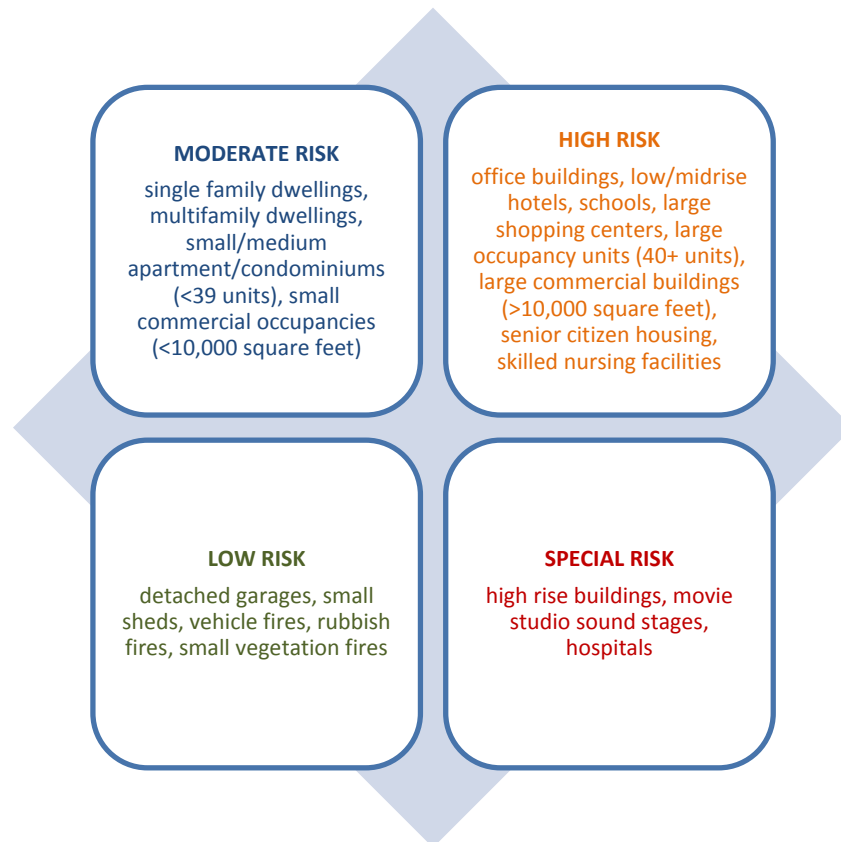 MODERATE RISK
single family dwellings,
multifamily dwellings,
small/medium
apartment/condominiums
(<39 units), small
commercial occupancies
(<10,000 square feet)
HIGH RISK
office buildings, low/midrise
hotels, schools, large
shopping centers, large
occupancy units (40+ units),
large commercial buildings
(>10,000 square feet),
senior citizen housing,
skilled nursing facilities
LOW RISK
detached garages, small
sheds, vehicle fires, rubbish
fires, small vegetation fires
SPECIAL RISK
high rise buildings, movie
studio sound stages,
hospitals